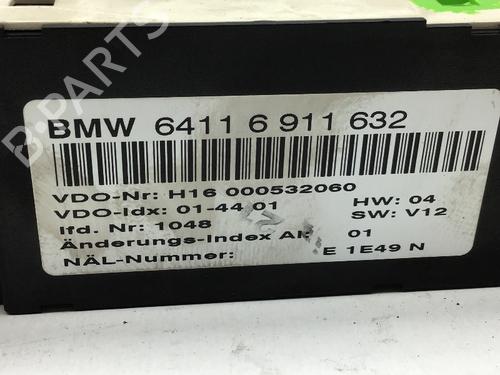 BMW 6411 6 911 632
VDO-Nr: H16 000532060
VDO-Idx: 01-44 01 HW: 04
lfd. Nr: 1048 SW: V12
Änderungs-Index AI: 01
NÄL-Nummer: E 1E49 N
B-PARTS